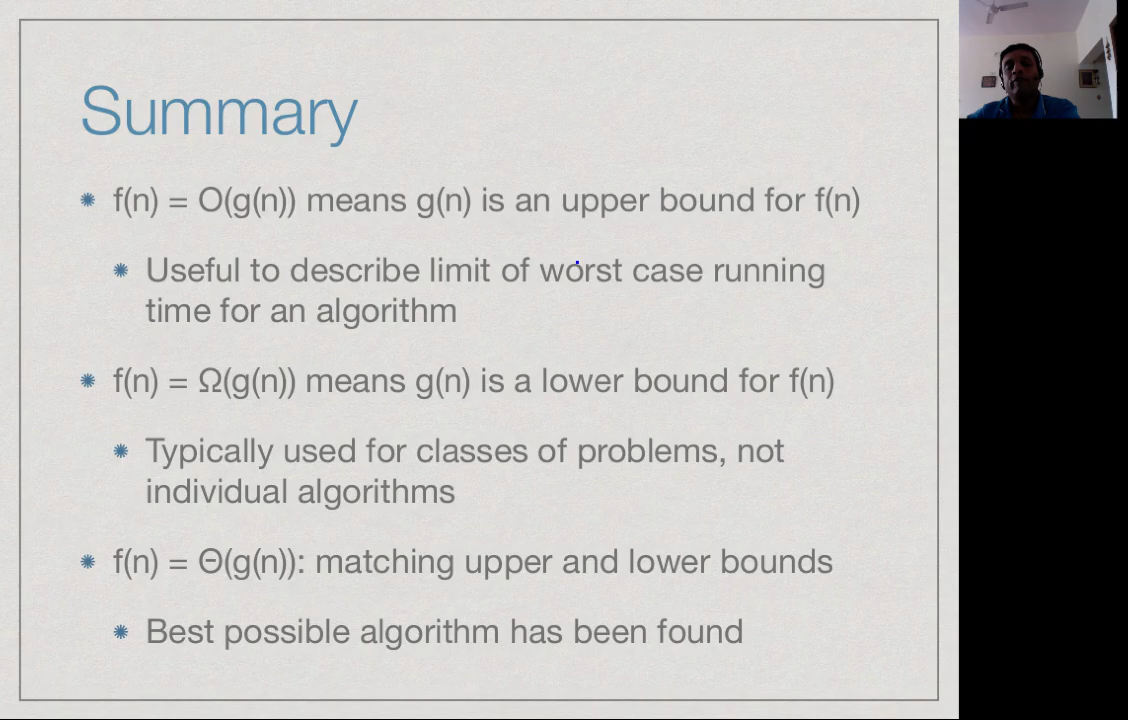 Summary
f(n) = O(g(n)) means g(n) is an upper bound for f(n)
Useful to describe limit of worst case running
time for an algorithm
f(n) = Ω(g(n)) means g(n) is a lower bound for f(n)
Typically used for classes of problems, not
individual algorithms
f(n) = Θ(g(n)): matching upper and lower bounds
Best possible algorithm has been found